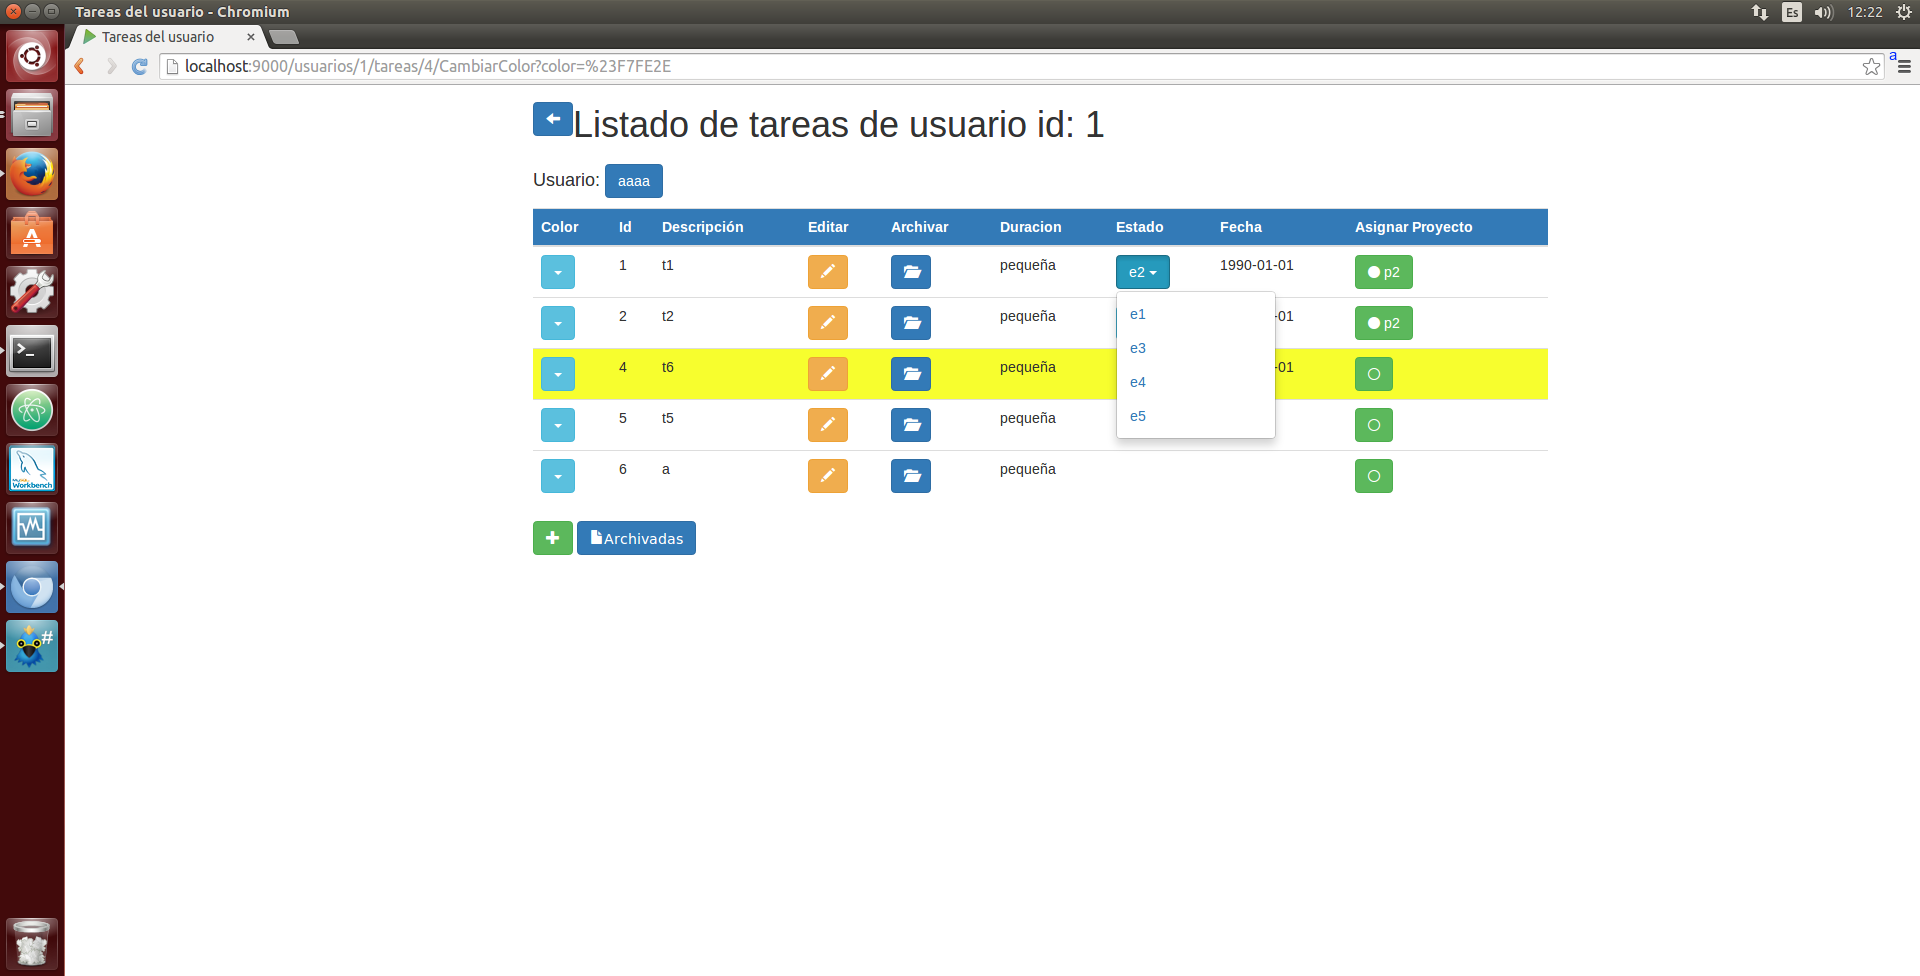 Tareas del usuario - Chromium
Es
12:22
Tareas del usuario
localhost:9000/usuarios/1/tareas/4/CambiarColor?color=%23F7FE2E
a
Listado de tareas de usuario id: 1
Usuario: aaaa
Color Id Descripción Editar Archivar Duracion Estado Fecha Asignar Proyecto
1 t1 pequeña e2 1990-01-01 p2
e1
2 t2 pequeña -01 p2
e3
4 t6 pequeña -01
e4
5 t5 pequeña
e5
6 a pequeña
Archivadas
Workbench
#